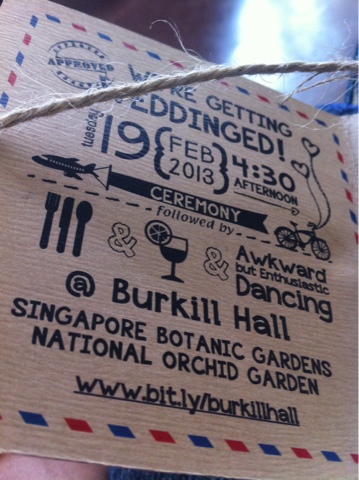 APPROVED
WE'RE GETTING
WEDDINGED!
tuesday 19 { FEB 2013 } 4:30 AFTERNOON
CEREMONY
followed by
& & Awkward
but Enthusiastic
Dancing
@ Burkill Hall
SINGAPORE BOTANIC GARDENS
NATIONAL ORCHID GARDEN
www.bit.ly/burkillhall